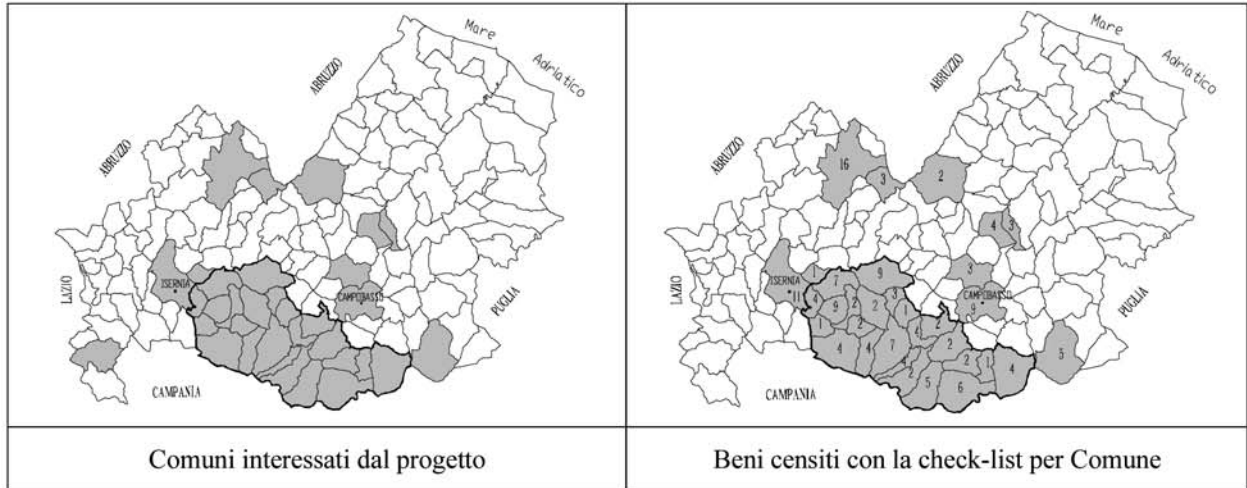 Mare
Adriatico
ABRUZZO
ABRUZZO
ISERNIA
LAZIO
CAMPOBASSO
PUGLIA
CAMPANIA
Comuni interessati dal progetto
Mare
Adriatico
ABRUZZO
ABRUZZO
16
3
2
4
3
LAZIO
ISERNIA
11
1
7
9
3
CAMPOBASSO
9
PUGLIA
4
9
2
2
3
1
1
2
4
2
4
4
7
2
4
2
2
1
4
5
5
6
CAMPANIA
Beni censiti con la check-list per Comune